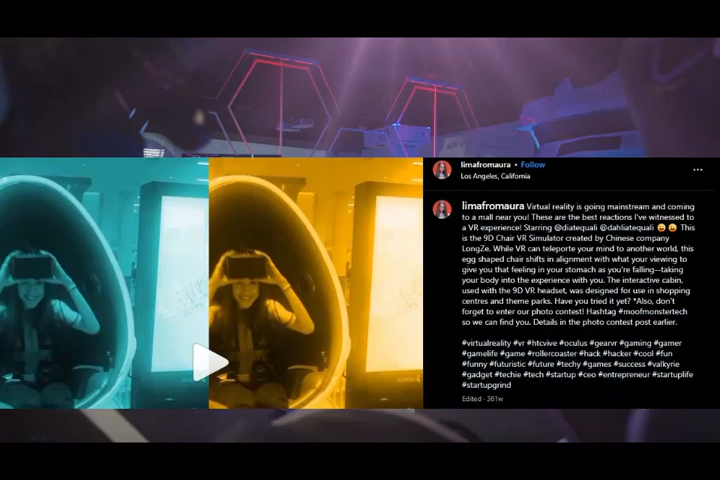 limafromaura • Follow
Los Angeles, California
limafromaura Virtual reality is going mainstream and coming
to a mall near you! These are the best reactions I've witnessed to
a VR experience! Starring @diatequali @dahliatequali 😀😀 This
is the 9D Chair VR Simulator created by Chinese company
LongZe. While VR can teleporte your mind to another world, this
egg shaped chair shifts in alignment with what your viewing to
give you that feeling in your stomach as you're falling--taking
your body into the experience with you. The interactive cabin,
used with the 9D VR headset, was designed for use in shopping
centres and theme parks. Have you tried it yet? *Also, don't
forget to enter our photo contest! Hashtag #moofmonstertech
so we can find you. Details in the photo contest post earlier.
#virtualreality #vr #htcvive #oculus #gearvr #gaming #gamer
#gamelife #game #rollercoaster #hack #hacker #cool #fun
#funny #futuristic #future #techy #games #success #valkyrie
#gadget #techie #tech #startup #ceo #entrepreneur #startuplife
#startupgrind
Edited · 361w